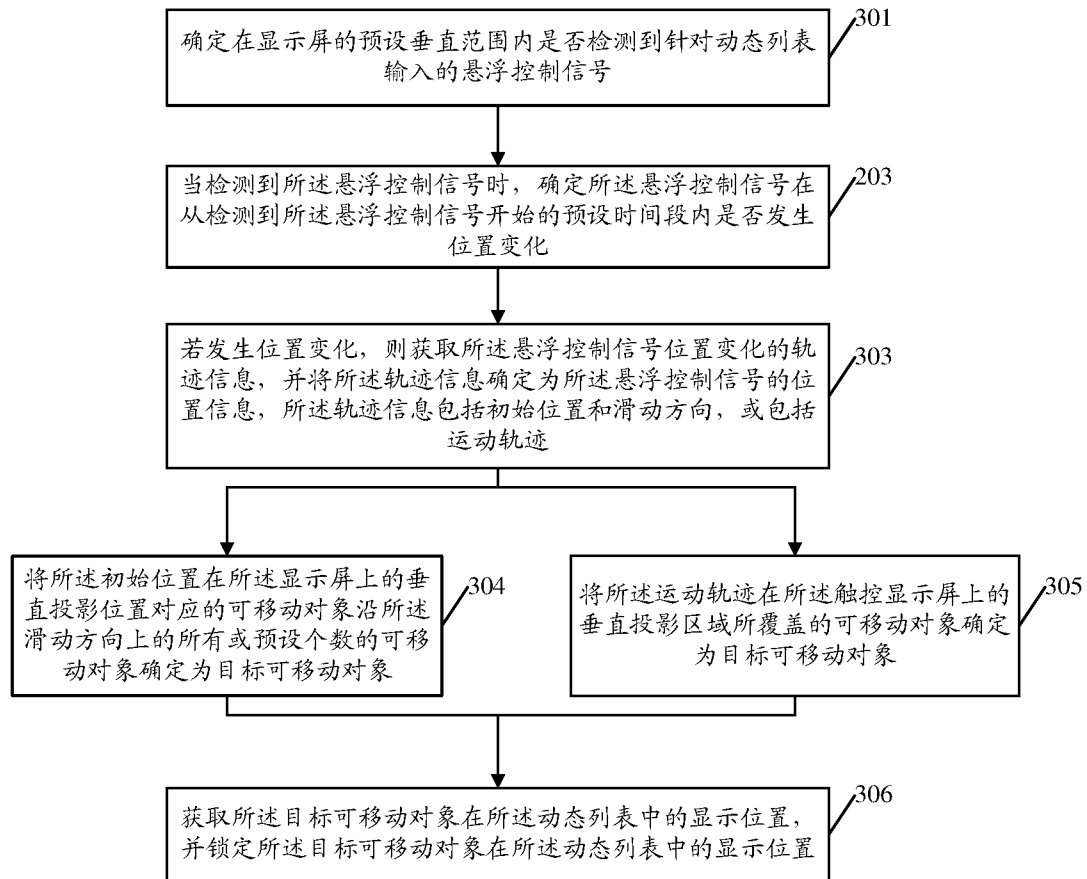 确定在显示屏的预设垂直范围内是否检测到针对动态列表
输入的悬浮控制信号
301
当检测到所述悬浮控制信号时，确定所述悬浮控制信号在
从检测到所述悬浮控制信号开始的预设时间段内是否发生
位置变化
203
若发生位置变化，则获取所述悬浮控制信号位置变化的轨
迹信息，并将所述轨迹信息确定为所述悬浮控制信号的位
置信息，所述轨迹信息包括初始位置和滑动方向，或包括
运动轨迹
303
将所述初始位置在所述显示屏上的垂
直投影位置对应的可移动对象沿所述
滑动方向上的所有或预设个数的可移
动对象确定为目标可移动对象
304
将所述运动轨迹在所述触控显示屏上的
垂直投影区域所覆盖的可移动对象确定
为目标可移动对象
305
获取所述目标可移动对象在所述动态列表中的显示位置，
并锁定所述目标可移动对象在所述动态列表中的显示位置
306